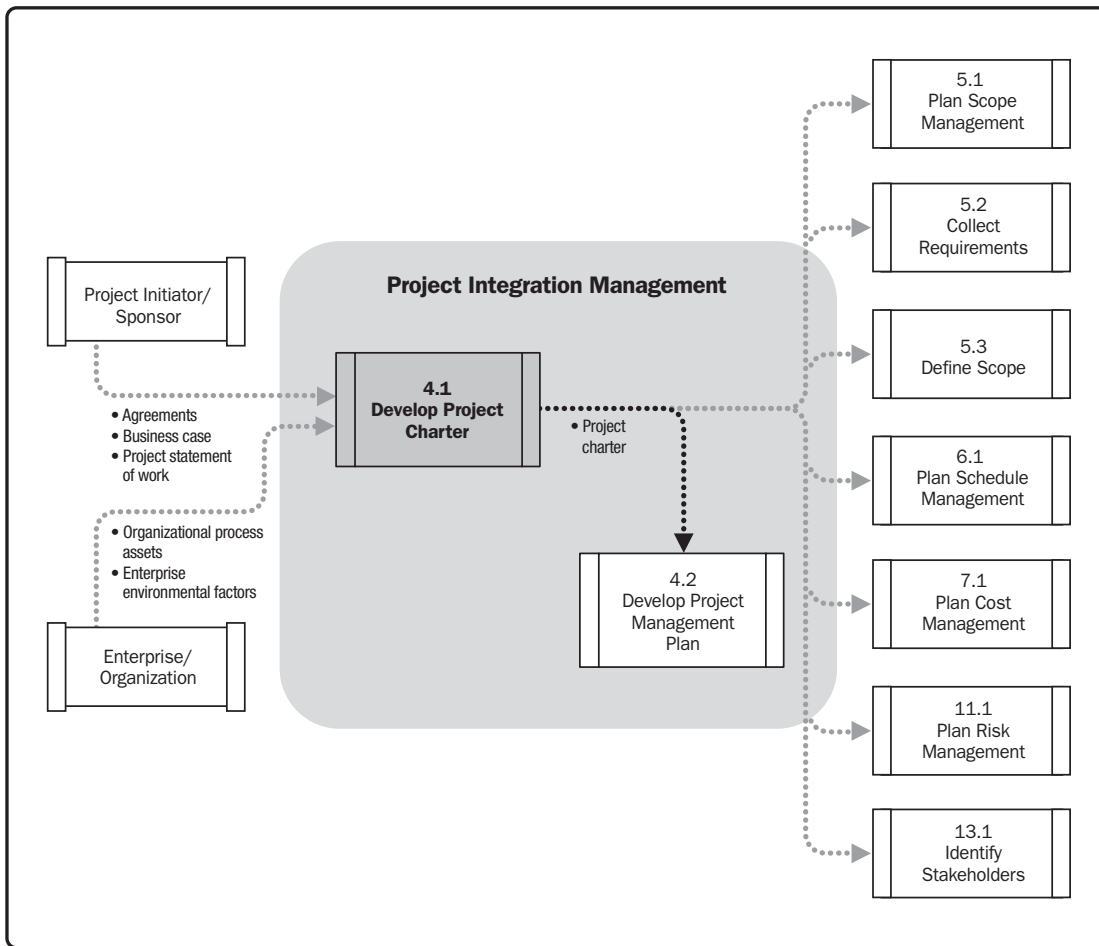 5.1
Plan Scope
Management
5.2
Collect
Requirements
Project Integration Management
Project Initiator/
Sponsor
5.3
Define Scope
4.1
Develop Project
Charter
• Agreements
• Business case
• Project statement
of work
• Project
charter
6.1
Plan Schedule
Management
• Organizational process
assets
• Enterprise
environmental factors
4.2
Develop Project
Management
Plan
7.1
Plan Cost
Management
Enterprise/
Organization
11.1
Plan Risk
Management
13.1
Identify
Stakeholders